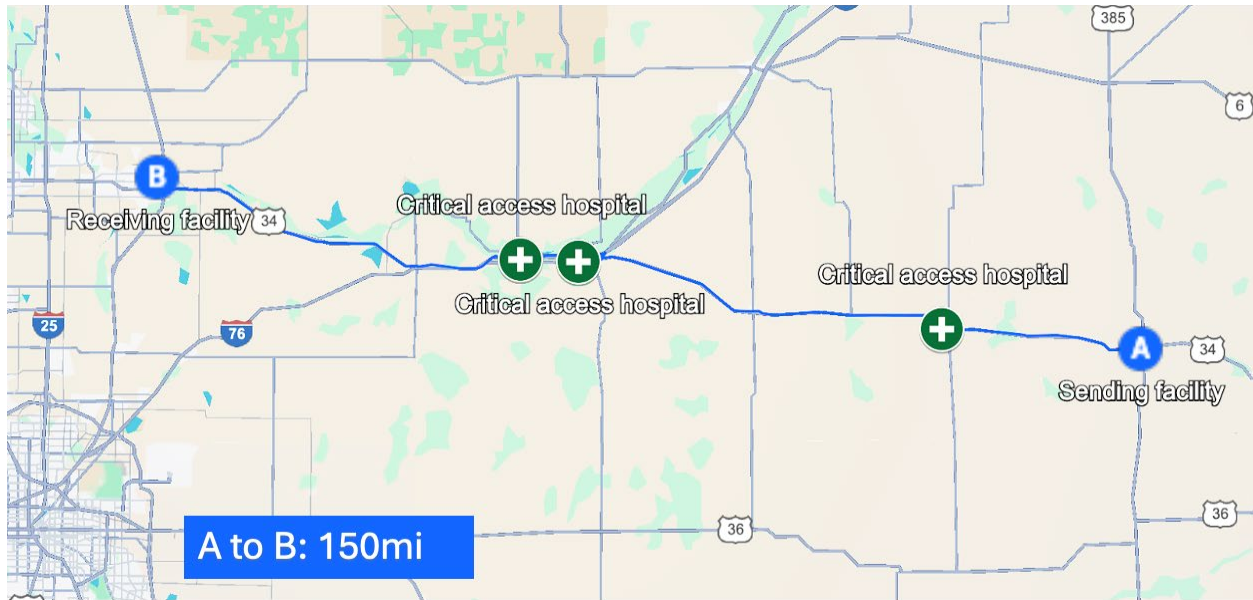 385
6
B
Critical access hospital
Receiving facility
34
Critical access hospital
Critical access hospital
25
76
A
34
Sending facility
36
36
A to B: 150mi